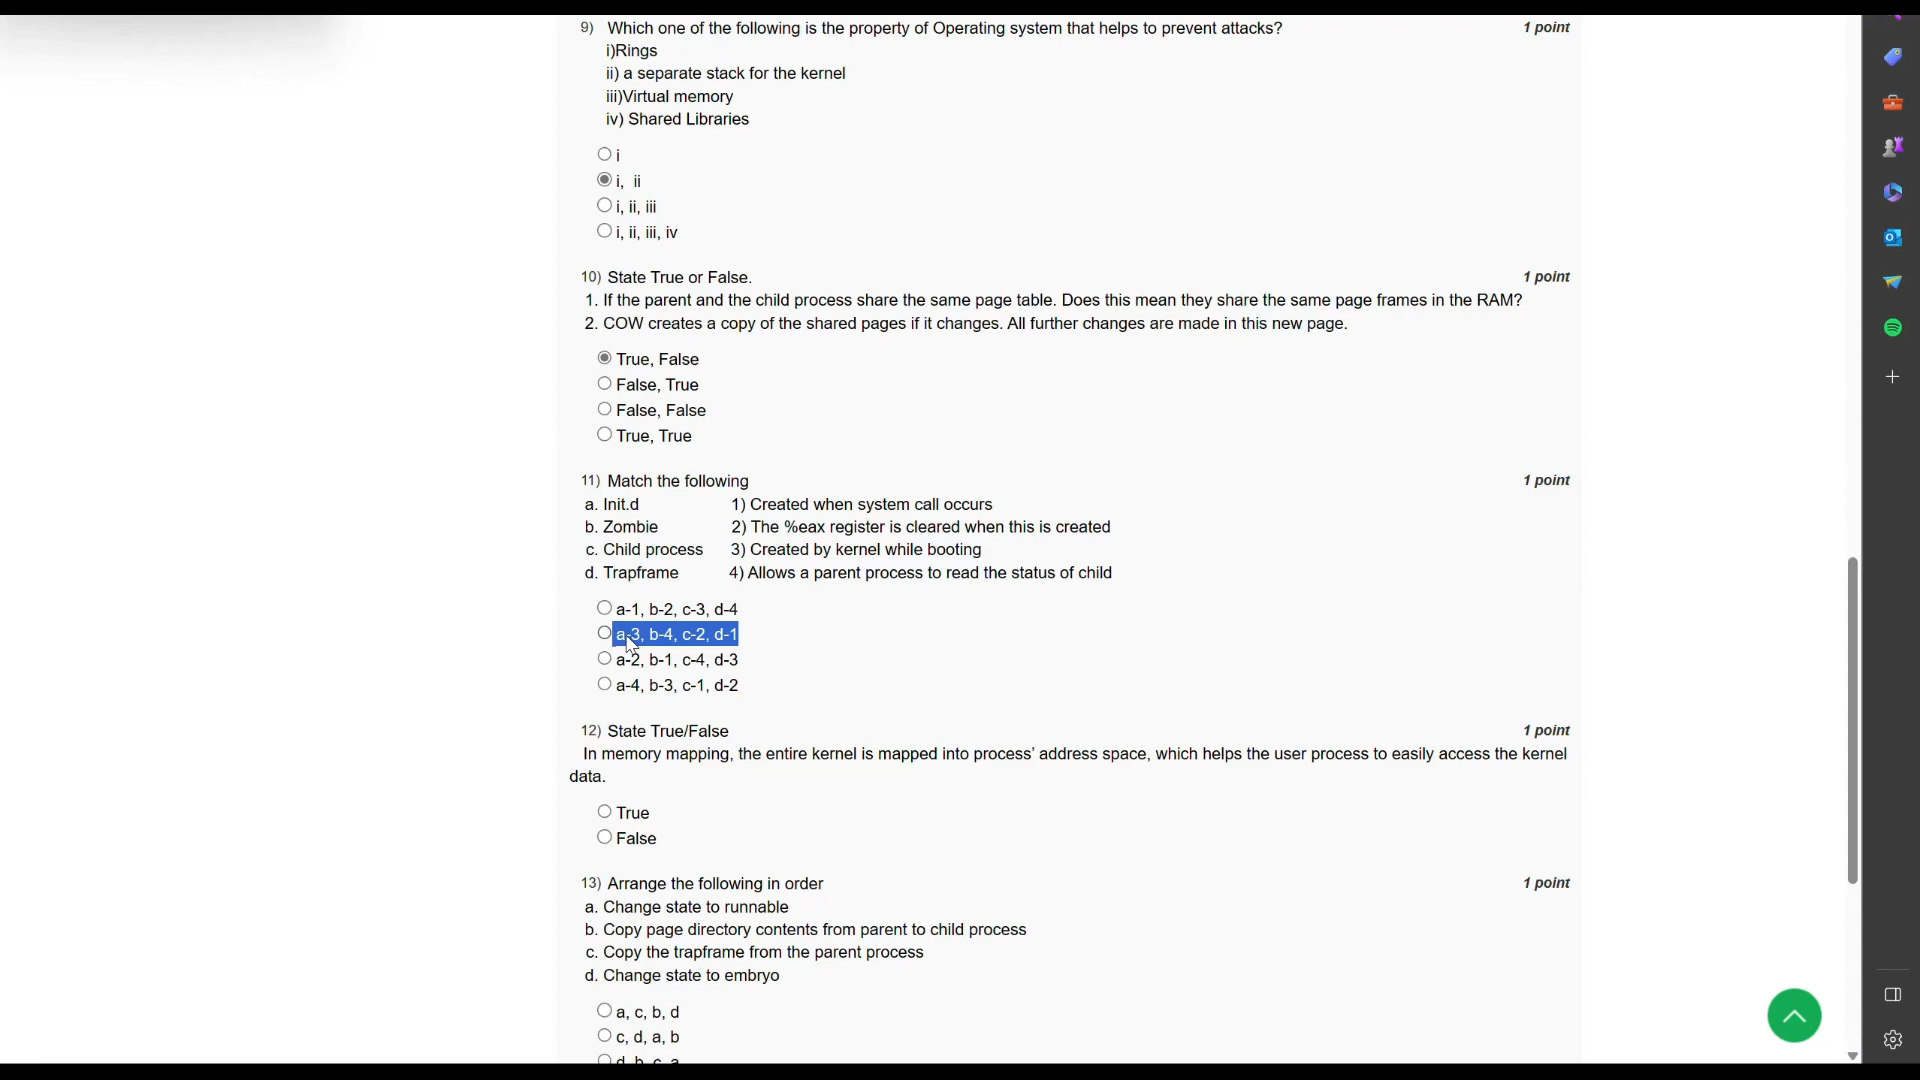 9) Which one of the following is the property of Operating system that helps to prevent attacks? 1 point
i)Rings
ii) a separate stack for the kernel
iii)Virtual memory
iv) Shared Libraries
i
i, ii
i, ii, iii
i, ii, iii, iv
10) State True or False. 1 point
1. If the parent and the child process share the same page table. Does this mean they share the same page frames in the RAM?
2. COW creates a copy of the shared pages if it changes. All further changes are made in this new page.
True, False
False, True
False, False
True, True
11) Match the following 1 point
a. Init.d 1) Created when system call occurs
b. Zombie 2) The %eax register is cleared when this is created
c. Child process 3) Created by kernel while booting
d. Trapframe 4) Allows a parent process to read the status of child
a-1, b-2, c-3, d-4
a-3, b-4, c-2, d-1
a-2, b-1, c-4, d-3
a-4, b-3, c-1, d-2
12) State True/False 1 point
In memory mapping, the entire kernel is mapped into process’ address space, which helps the user process to easily access the kernel
data.
True
False
13) Arrange the following in order 1 point
a. Change state to runnable
b. Copy page directory contents from parent to child process
c. Copy the trapframe from the parent process
d. Change state to embryo
a, c, b, d
c, d, a, b
d, b, c, a